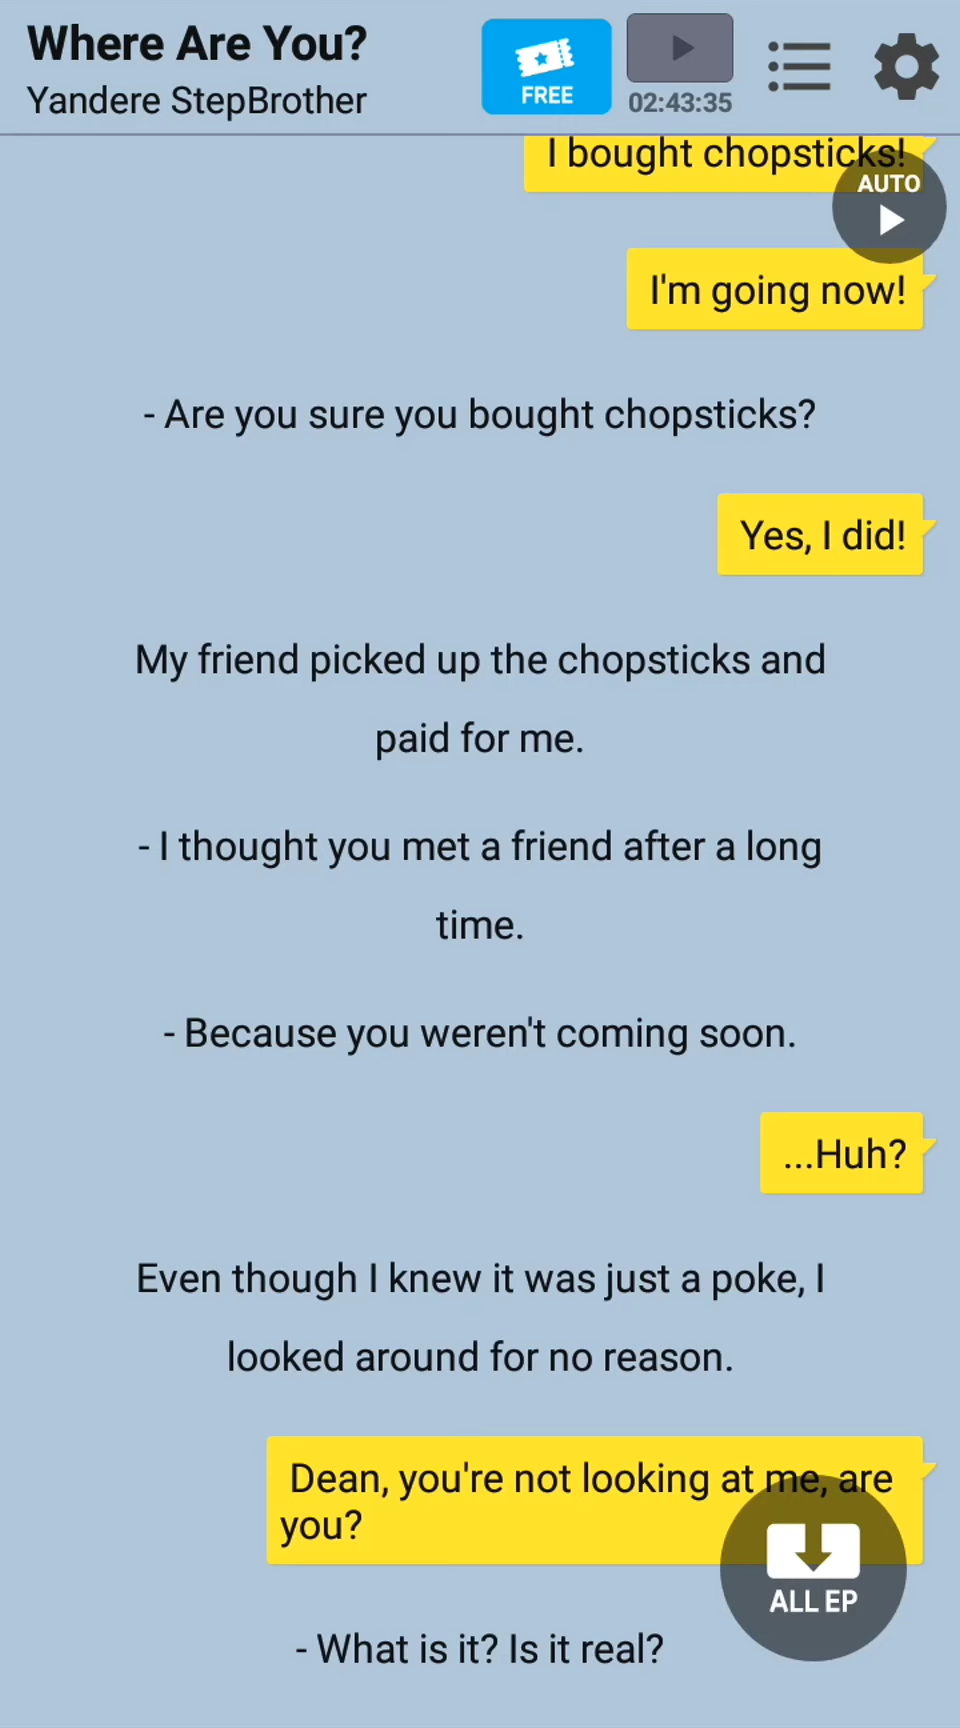 Where Are You?
Yandere StepBrother
FREE
02:43:35
I bought chopsticks!
AUTO
I'm going now!
- Are you sure you bought chopsticks?
Yes, I did!
My friend picked up the chopsticks and
paid for me.
- I thought you met a friend after a long
time.
- Because you weren't coming soon.
...Huh?
Even though I knew it was just a poke, I
looked around for no reason.
Dean, you're not looking at me, are
you?
ALL EP
- What is it? Is it real?